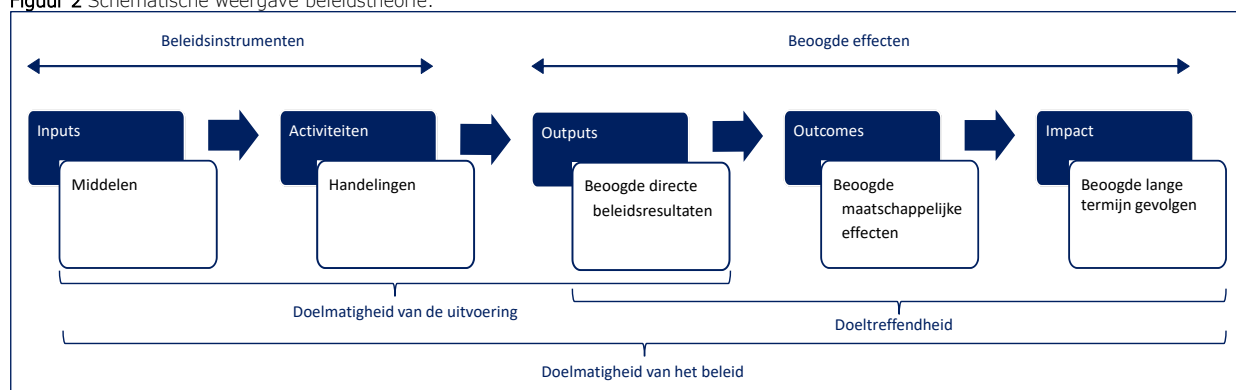 Figuur 2 Schematische weergave beleidstheorie.
Beleidsinstrumenten
Beoogde effecten
Inputs
Middelen
Activiteiten
Handelingen
Outputs
Beoogde directe
beleidsresultaten
Outcomes
Beoogde
maatschappelijke
effecten
Impact
Beoogde lange
termijn gevolgen
Doelmatigheid van de uitvoering
Doeltreffendheid
Doelmatigheid van het beleid